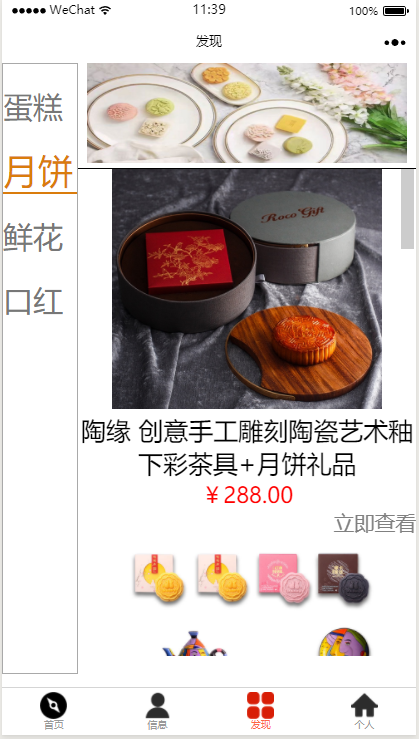 WeChat
11:39
100%
发现
蛋糕
月饼
鲜花
口红
Roco Gift
陶缘 创意手工雕刻陶瓷艺术釉
下彩茶具+月饼礼品
￥288.00
立即查看
首页
信息
发现
个人